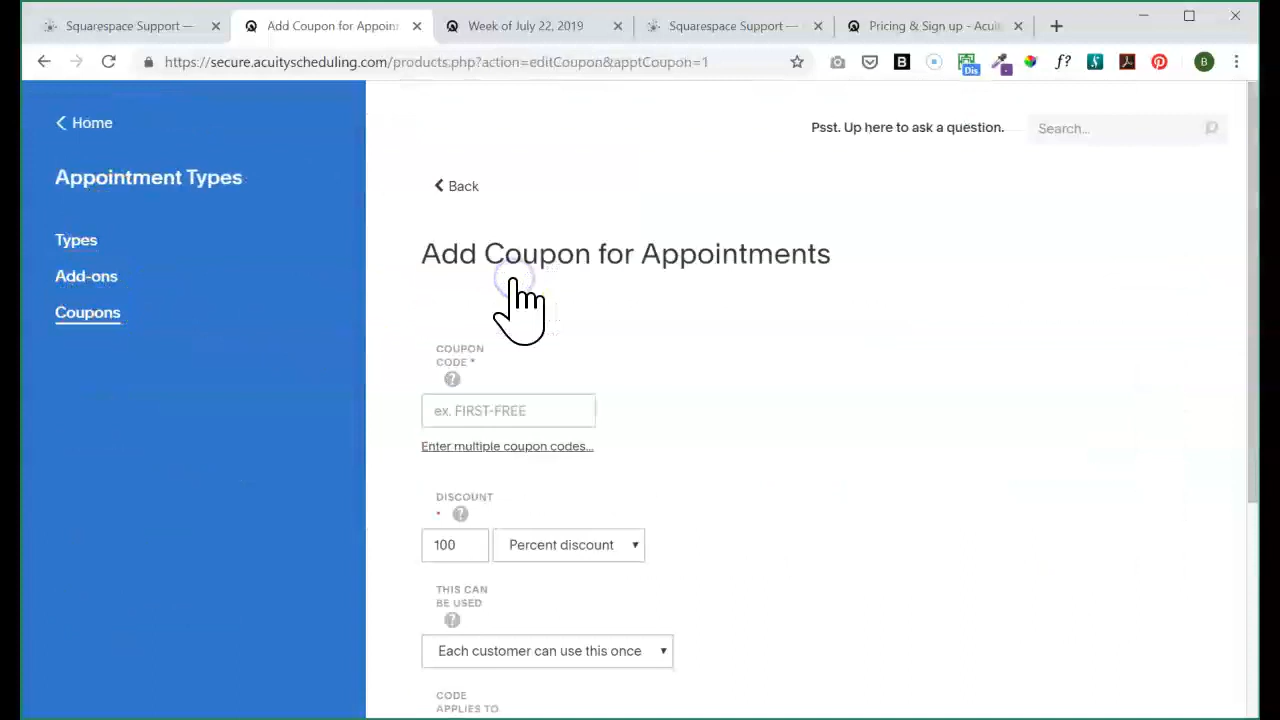 Squarespace Support —
Add Coupon for Appoin
Week of July 22, 2019
Squarespace Support —
Pricing & Sign up - Acuit
https://secure.acuityscheduling.com/products.php?action=editCoupon&apptCoupon=1
B
Dis
f?
B
Home
Psst. Up here to ask a question.
Search...
Appointment Types
Back
Types
Add Coupon for Appointments
Add-ons
Coupons
COUPON
CODE *
?
ex. FIRST-FREE
Enter multiple coupon codes...
DISCOUNT
* ?
100
Percent discount
THIS CAN
BE USED
?
Each customer can use this once
CODE
APPLIES TO